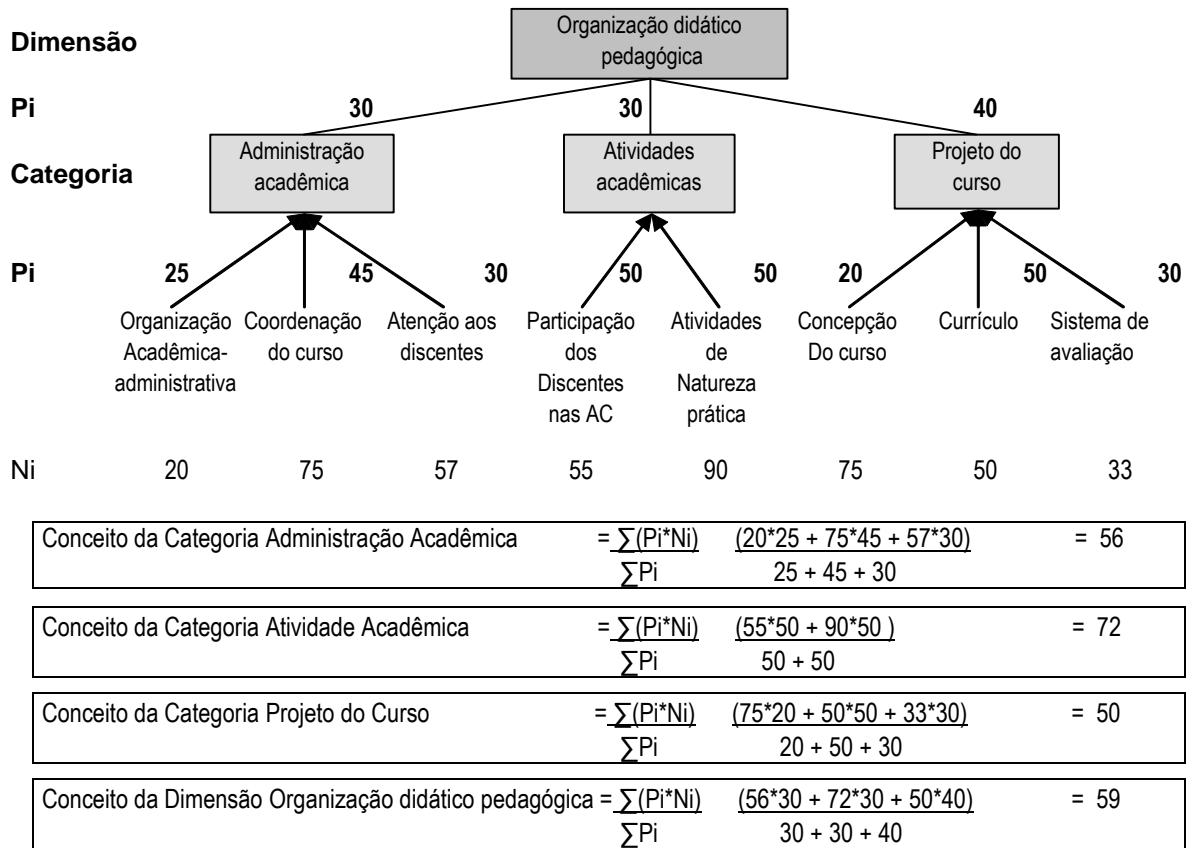 Dimensão
Organização didático
pedagógica
Pi 30 30 40
Categoria
Administração
acadêmica
Atividades
acadêmicas
Projeto do
curso
Pi 25 45 30 50 50 20 50 30
Organização
Acadêmica-
administrativa
Coordenação
do curso
Atenção aos
discentes
Participação
dos
Discentes
nas AC
Atividades
de
Natureza
prática
Concepção
Do curso
Currículo
Sistema de
avaliação
Ni 20 75 57 55 90 75 50 33
Conceito da Categoria Administração Acadêmica = ∑(Pi*Ni) (20*25 + 75*45 + 57*30) = 56
∑Pi 25 + 45 + 30
Conceito da Categoria Atividade Acadêmica = ∑(Pi*Ni) (55*50 + 90*50 ) = 72
∑Pi 50 + 50
Conceito da Categoria Projeto do Curso = ∑(Pi*Ni) (75*20 + 50*50 + 33*30) = 50
∑Pi 20 + 50 + 30
Conceito da Dimensão Organização didático pedagógica = ∑(Pi*Ni) (56*30 + 72*30 + 50*40) = 59
∑Pi 30 + 30 + 40